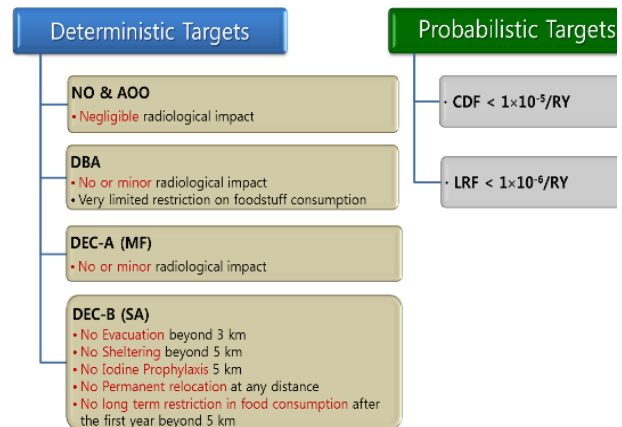 Deterministic Targets
NO & AOO
• Negligible radiological impact
DBA
• No or minor radiological impact
• Very limited restriction on foodstuff consumption
DEC-A (MF)
• No or minor radiological impact
DEC-B (SA)
• No Evacuation beyond 3 km
• No Sheltering beyond 5 km
• No Iodine Prophylaxis 5 km
• No Permanent relocation at any distance
• No long term restriction in food consumption after
the first year beyond 5 km
Probabilistic Targets
· CDF < 1×10⁻⁵/RY
· LRF < 1×10⁻⁶/RY